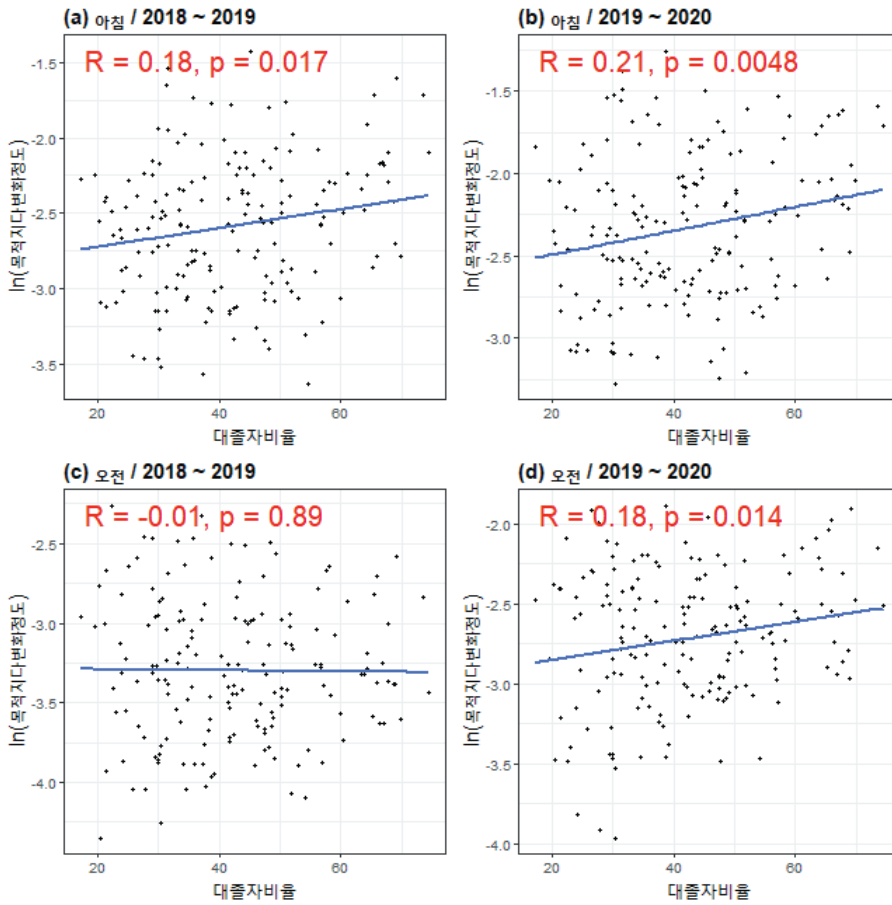 (a) 아침 / 2018 ~ 2019
R = 0.18, p = 0.017
ln(목적지다변화정도)
-1.5
-2.0
-2.5
-3.0
-3.5
20 40 60
대졸자비율
(b) 아침 / 2019 ~ 2020
R = 0.21, p = 0.0048
ln(목적지다변화정도)
-1.5
-2.0
-2.5
-3.0
20 40 60
대졸자비율
(c) 오전 / 2018 ~ 2019
R = -0.01, p = 0.89
ln(목적지다변화정도)
-2.5
-3.0
-3.5
-4.0
20 40 60
대졸자비율
(d) 오전 / 2019 ~ 2020
R = 0.18, p = 0.014
ln(목적지다변화정도)
-2.0
-2.5
-3.0
-3.5
-4.0
20 40 60
대졸자비율